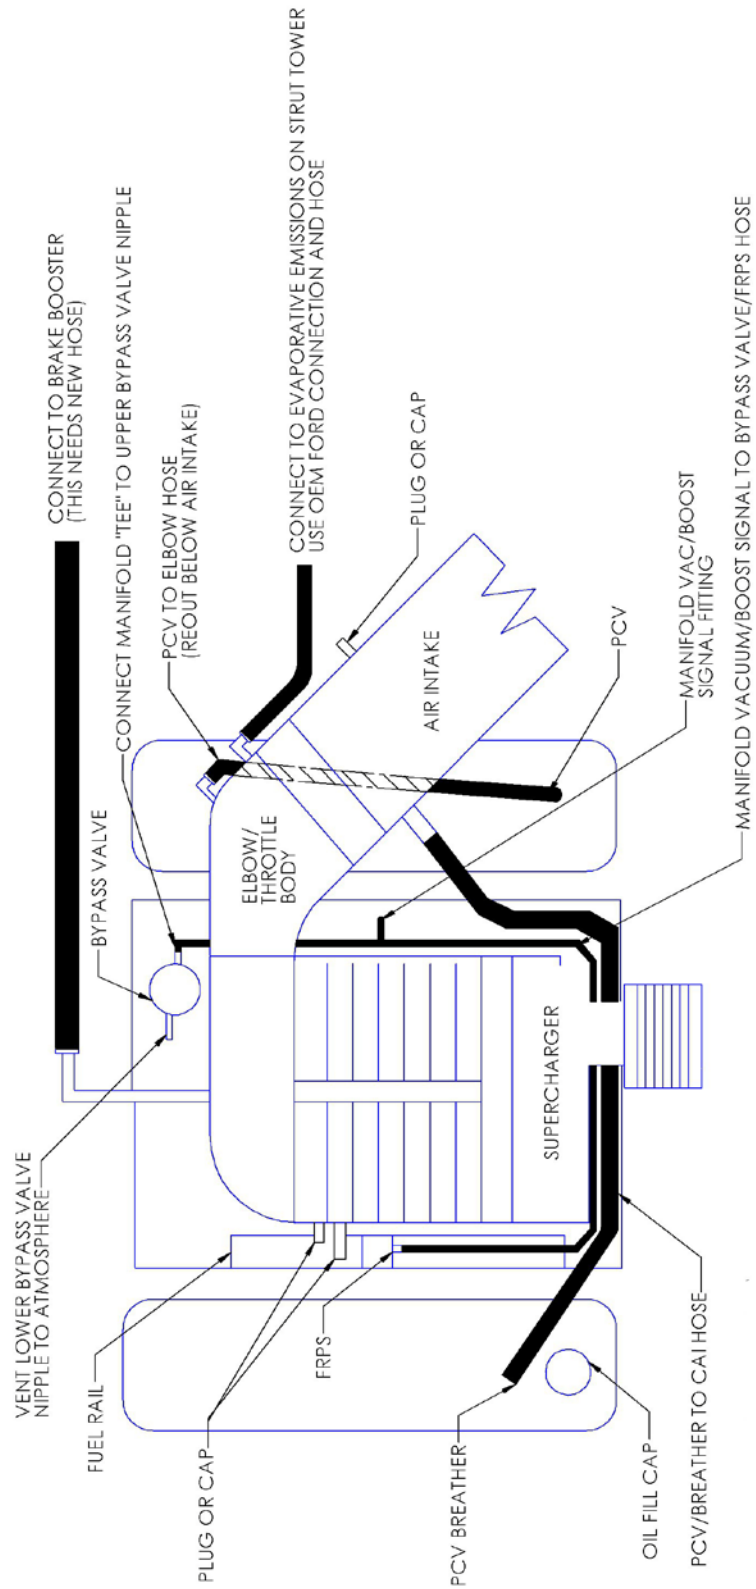 CONNECT TO BRAKE BOOSTER
(THIS NEEDS NEW HOSE)
CONNECT MANIFOLD "TEE" TO UPPER BYPASS VALVE NIPPLE
BYPASS VALVE
VENT LOWER BYPASS VALVE
NIPPLE TO ATMOSPHERE
PCV TO ELBOW HOSE
(REOUT BELOW AIR INTAKE)
CONNECT TO EVAPORATIVE EMISSIONS ON STRUT TOWER
USE OEM FORD CONNECTION AND HOSE
FUEL RAIL
PLUG OR CAP
ELBOW/
THROTTLE
BODY
PLUG OR CAP
AIR INTAKE
FRPS
PCV BREATHER
SUPERCHARGER
PCV
MANIFOLD VAC/BOOST
SIGNAL FITTING
OIL FILL CAP
PCV/BREATHER TO CAI HOSE
MANIFOLD VACUUM/BOOST SIGNAL TO BYPASS VALVE/FRPS HOSE